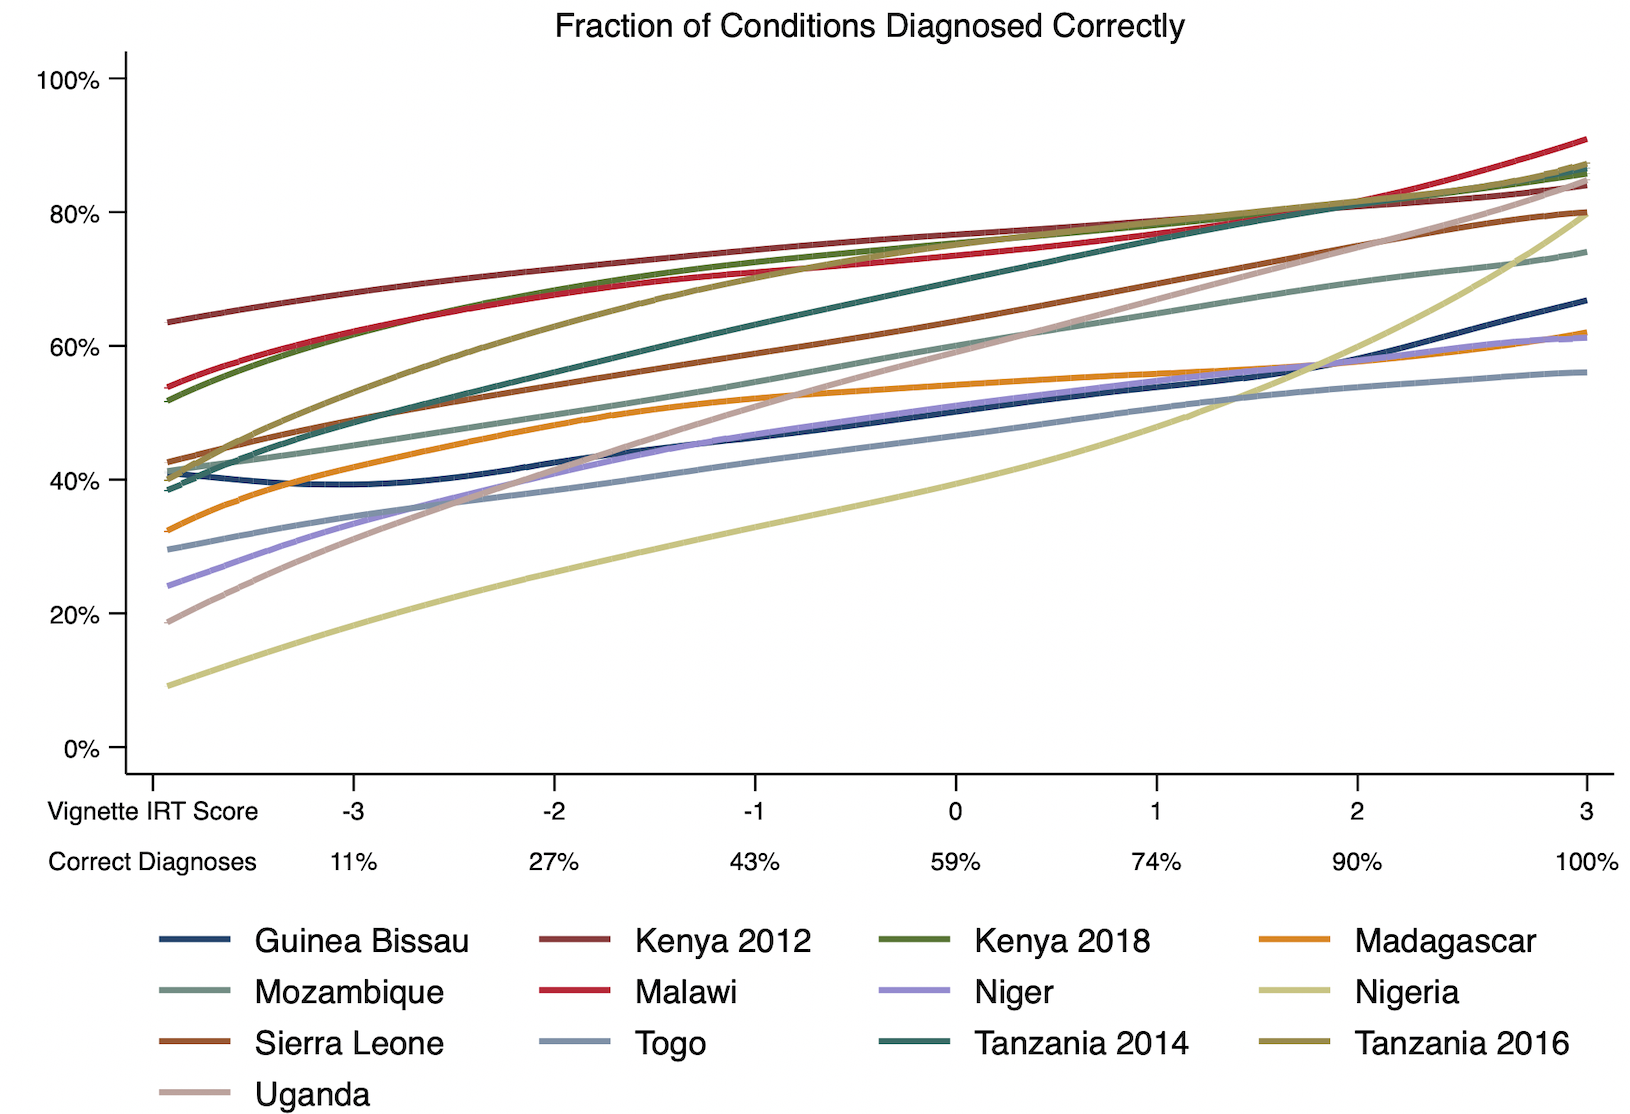 Fraction of Conditions Diagnosed Correctly
100%
80%
60%
40%
20%
0%
Vignette IRT Score -3 -2 -1 0 1 2 3
Correct Diagnoses 11% 27% 43% 59% 74% 90% 100%
Guinea Bissau Kenya 2012 Kenya 2018 Madagascar
Mozambique Malawi Niger Nigeria
Sierra Leone Togo Tanzania 2014 Tanzania 2016
Uganda